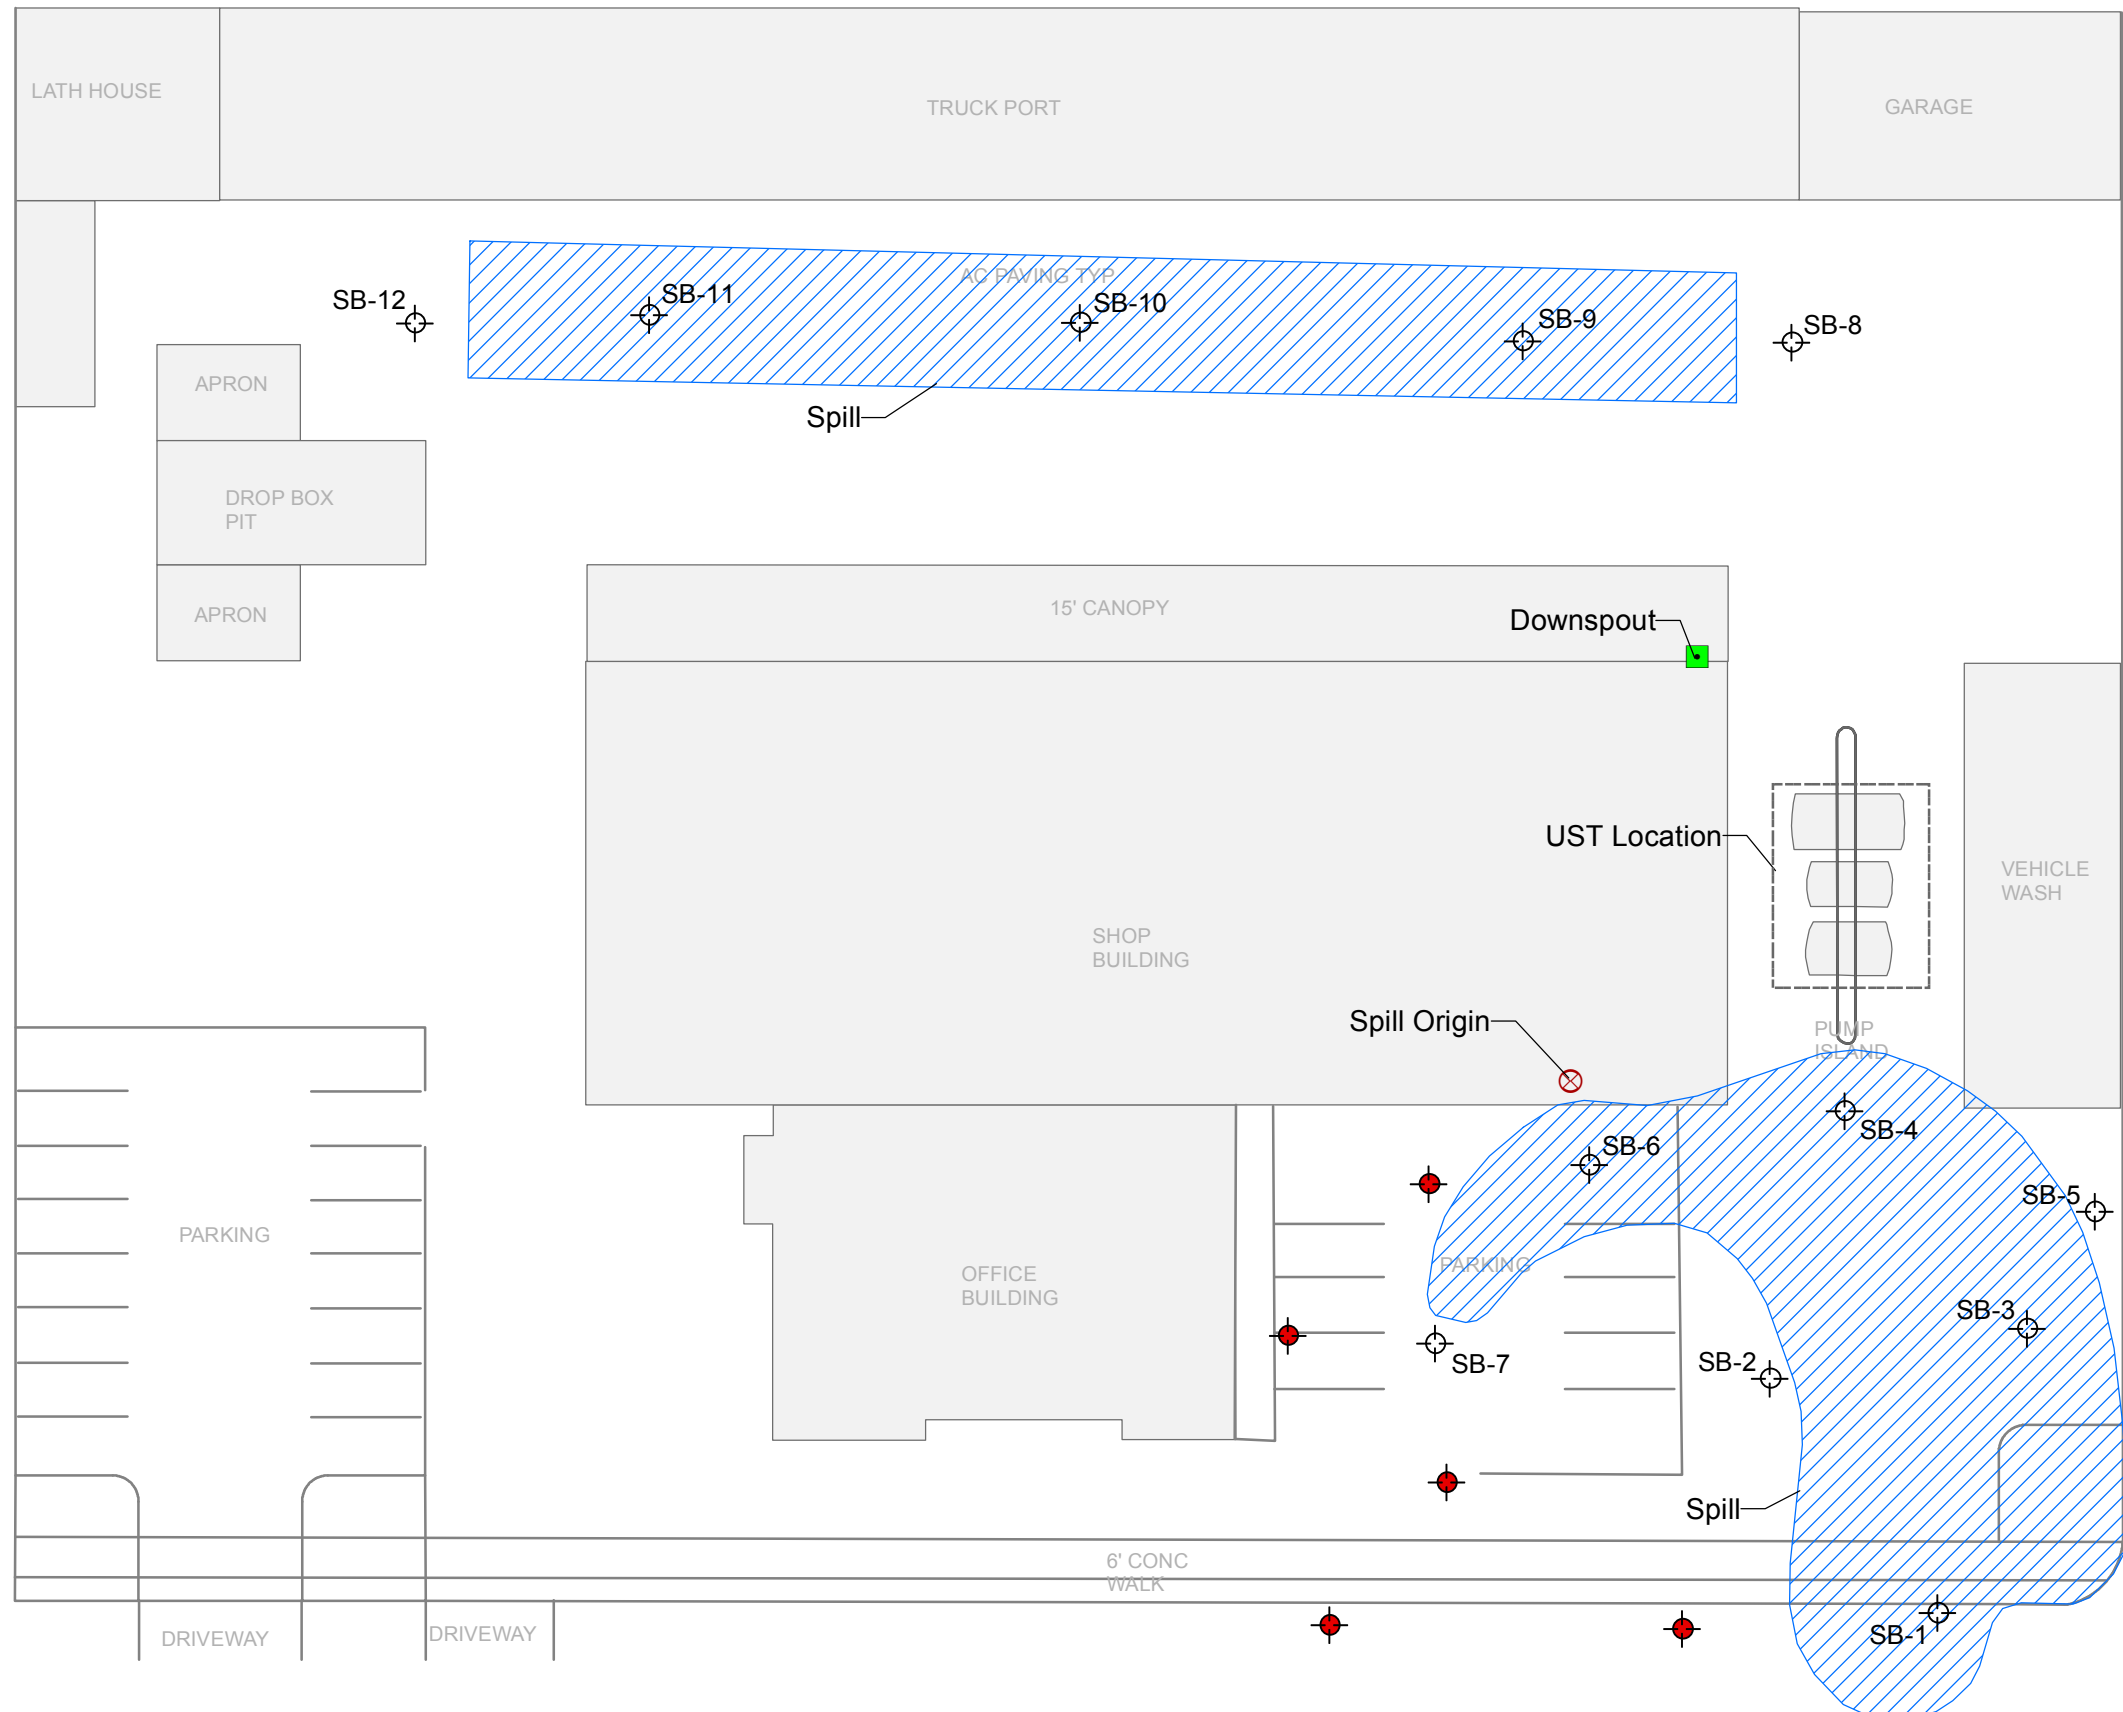 LATH HOUSE
TRUCK PORT
GARAGE
AC PAVING TYP
SB-12
SB-11
SB-10
SB-9
SB-8
APRON
Spill
DROP BOX
PIT
APRON
15' CANOPY
Downspout
UST Location
VEHICLE
WASH
SHOP
BUILDING
Spill Origin
PUMP
ISLAND
SB-4
SB-6
SB-5
PARKING
PARKING
OFFICE
BUILDING
SB-3
SB-7
SB-2
Spill
6' CONC
WALK
DRIVEWAY
DRIVEWAY
SB-1